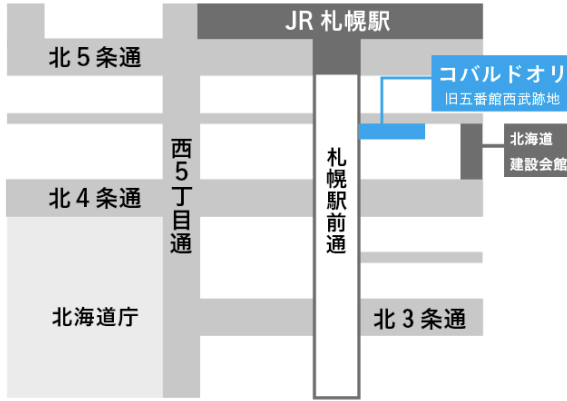 JR 札幌駅
北５条通
コバルドオリ
旧五番館西武跡地
北海道
建設会館
西５丁目通
札幌駅前通
北４条通
北海道庁
北３条通